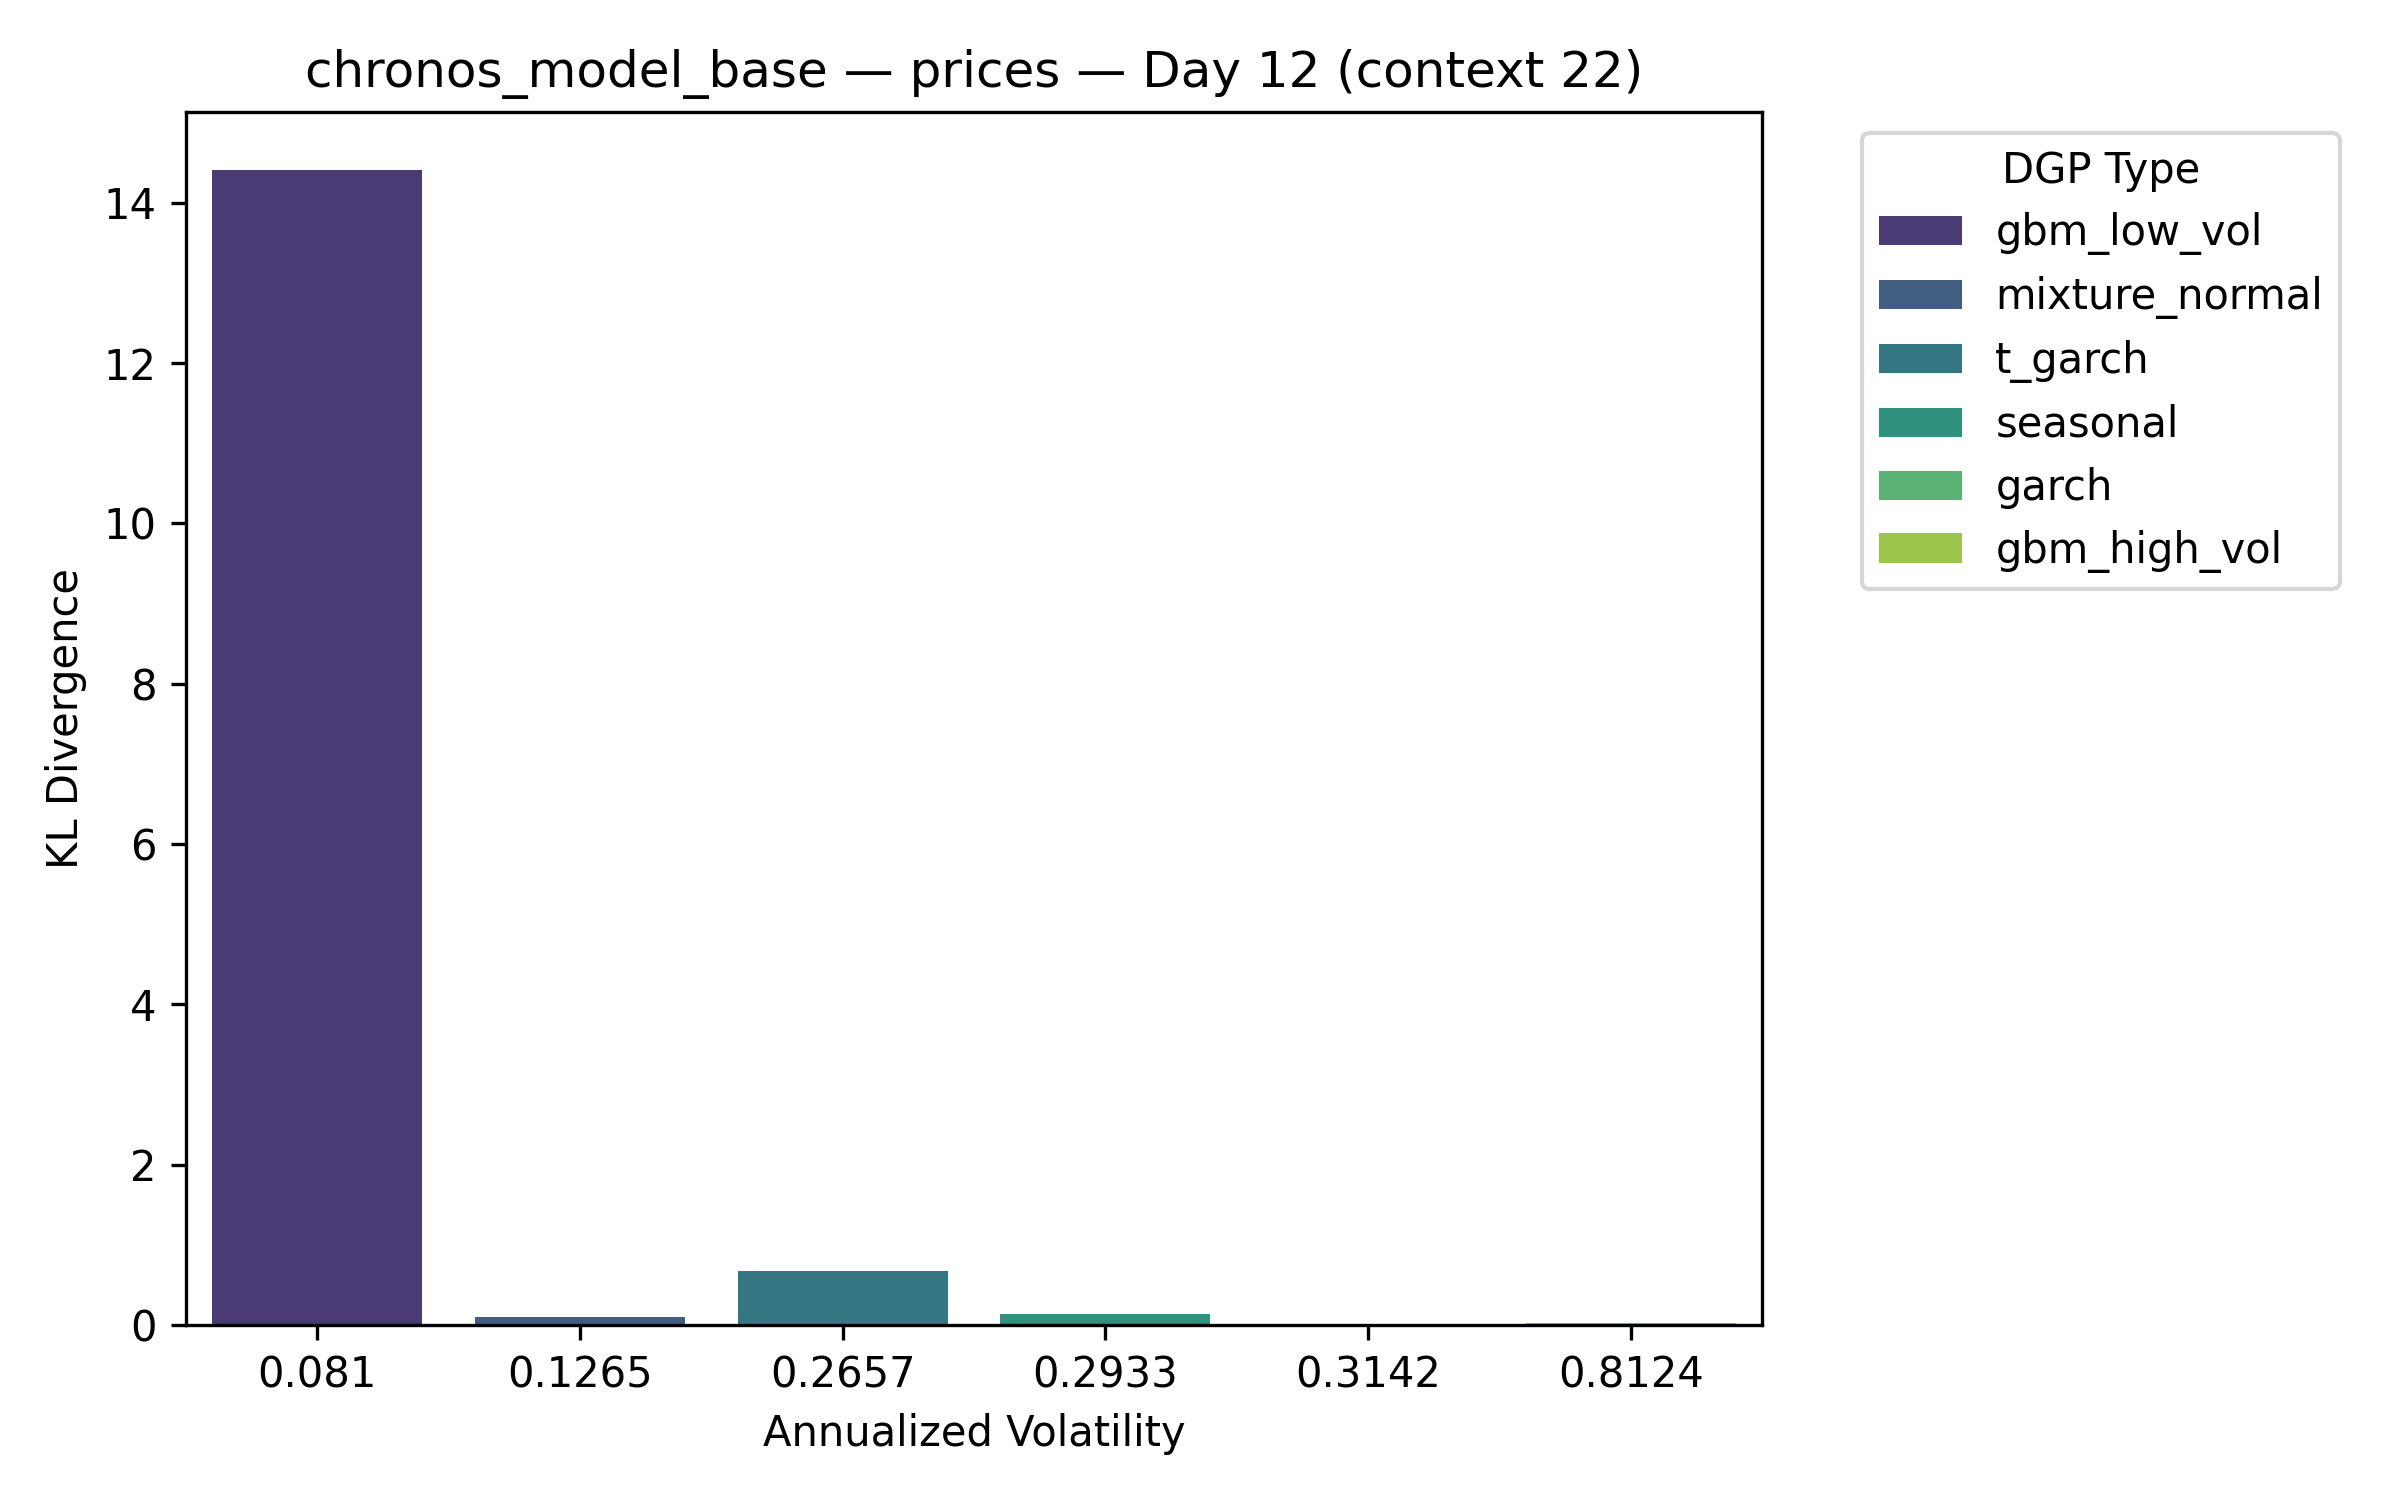 chronos_model_base — prices — Day 12 (context 22)
KL Divergence
14
12
10
8
6
4
2
0
0.081 0.1265 0.2657 0.2933 0.3142 0.8124
Annualized Volatility
DGP Type
gbm_low_vol
mixture_normal
t_garch
seasonal
garch
gbm_high_vol